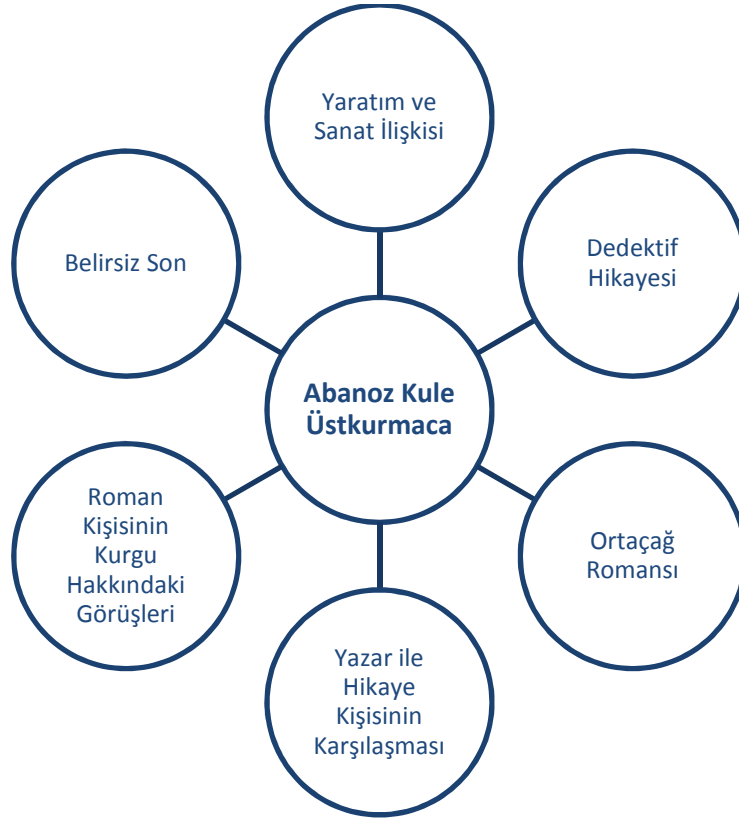 Yaratım ve
Sanat İlişkisi
Belirsiz Son
Dedektif
Hikayesi
Abanoz Kule
Üstkurmaca
Roman
Kişisinin
Kurgu
Hakkındaki
Görüşleri
Ortaçağ
Romansı
Yazar ile
Hikaye
Kişisinin
Karşılaşması